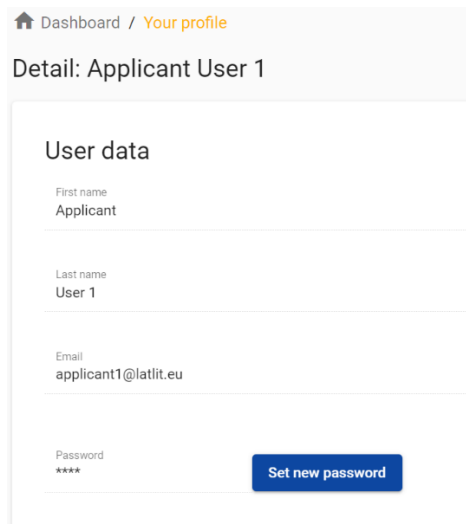 Dashboard / Your profile
Detail: Applicant User 1
User data
First name
Applicant
Last name
User 1
Email
applicant1@latlit.eu
Password
****
Set new password